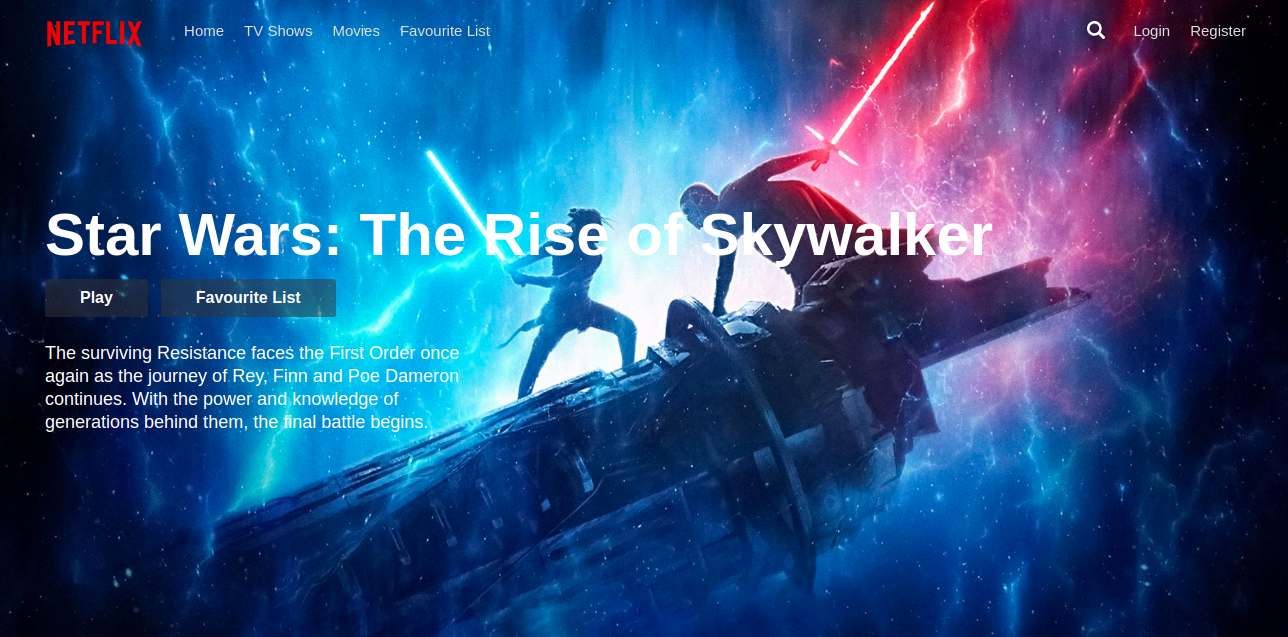 NETFLIX Home TV Shows Movies Favourite List Login Register
Star Wars: The Rise of Skywalker
Play Favourite List
The surviving Resistance faces the First Order once
again as the journey of Rey, Finn and Poe Dameron
continues. With the power and knowledge of
generations behind them, the final battle begins.